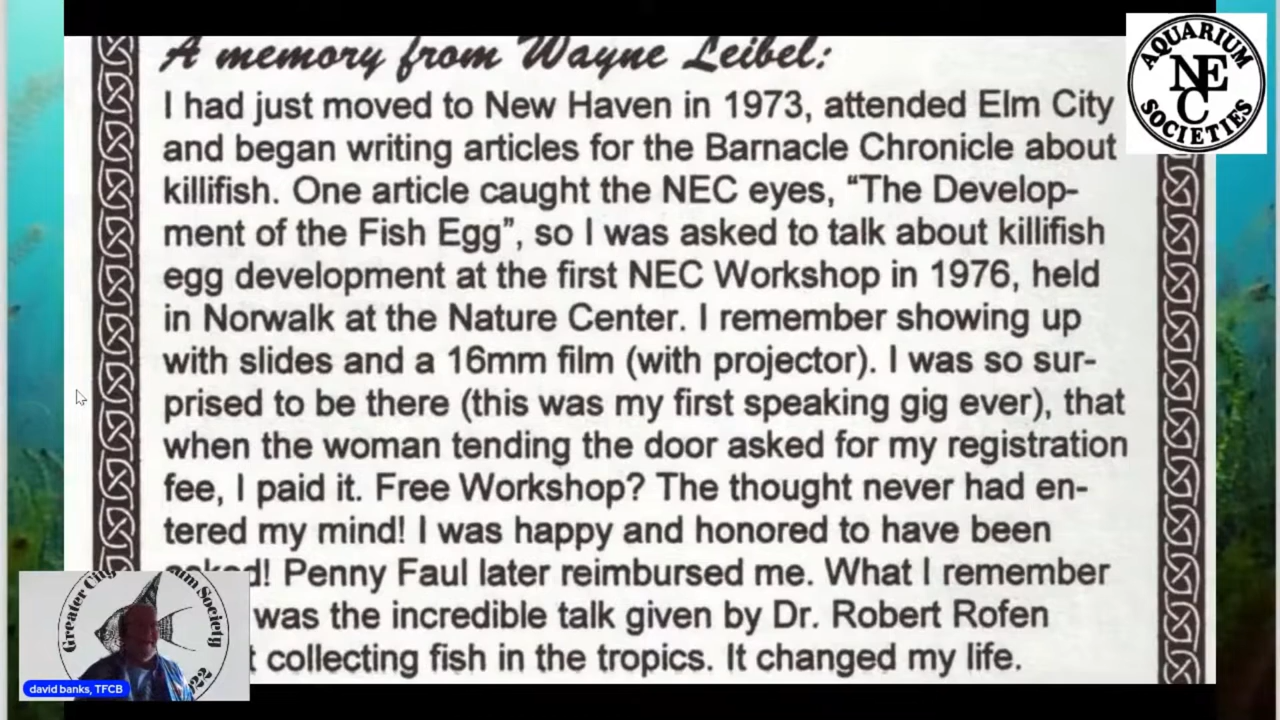 A memory from Wayne Leibel:
I had just moved to New Haven in 1973, attended Elm City
and began writing articles for the Barnacle Chronicle about
killifish. One article caught the NEC eyes, “The Develop-
ment of the Fish Egg”, so I was asked to talk about killifish
egg development at the first NEC Workshop in 1976, held
in Norwalk at the Nature Center. I remember showing up
with slides and a 16mm film (with projector). I was so sur-
prised to be there (this was my first speaking gig ever), that
when the woman tending the door asked for my registration
fee, I paid it. Free Workshop? The thought never had en-
tered my mind! I was happy and honored to have been
asked! Penny Faul later reimbursed me. What I remember
was the incredible talk given by Dr. Robert Rofen
collecting fish in the tropics. It changed my life.
AQUARIUM
NEC
SOCIETIES
Greater City
Society
22
david banks, TFCB